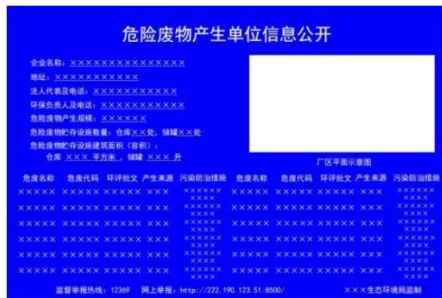 危险废物产生单位信息公开
企业名称：×××××××××××××××
地址：×××××××××××
法人代表及电话：×××××××××××
环保负责人及电话：×××××××××××
危险废物产生规模：××××××
危险废物贮存设施数量：仓库××处，储罐××处
危险废物贮存设施建筑面积（容积）：
仓库 ××× 平方米，储罐 ××× 升
厂区平面示意图
危废名称 危废代码 环评批文 产生来源 污染防治措施 危废名称 危废代码 环评批文 产生来源 污染防治措施
××××× ××××× ××××× ××× ×××××× ××××× ××××× ××××× ××× ××××××
×××× ××××
××××× ××××× ××××× ××× ×××××× ××××× ××××× ××××× ××× ××××××
×××× ××××
××××× ××××× ××××× ××× ×××××× ××××× ××××× ××××× ××× ××××××
×××× ××××
××××× ××××× ××××× ××× ×××××× ××××× ××××× ××××× ××× ××××××
×××× ××××
××××× ××××× ××××× ××× ×××××× ××××× ××××× ××××× ××× ××××××
×××× ××××
××××× ××××× ××××× ××× ×××××× ××××× ××××× ××××× ××× ××××××
×××× ××××
监督举报热线：12369 网上举报：http://222.190.123.51:8500/ ×××生态环境局监制